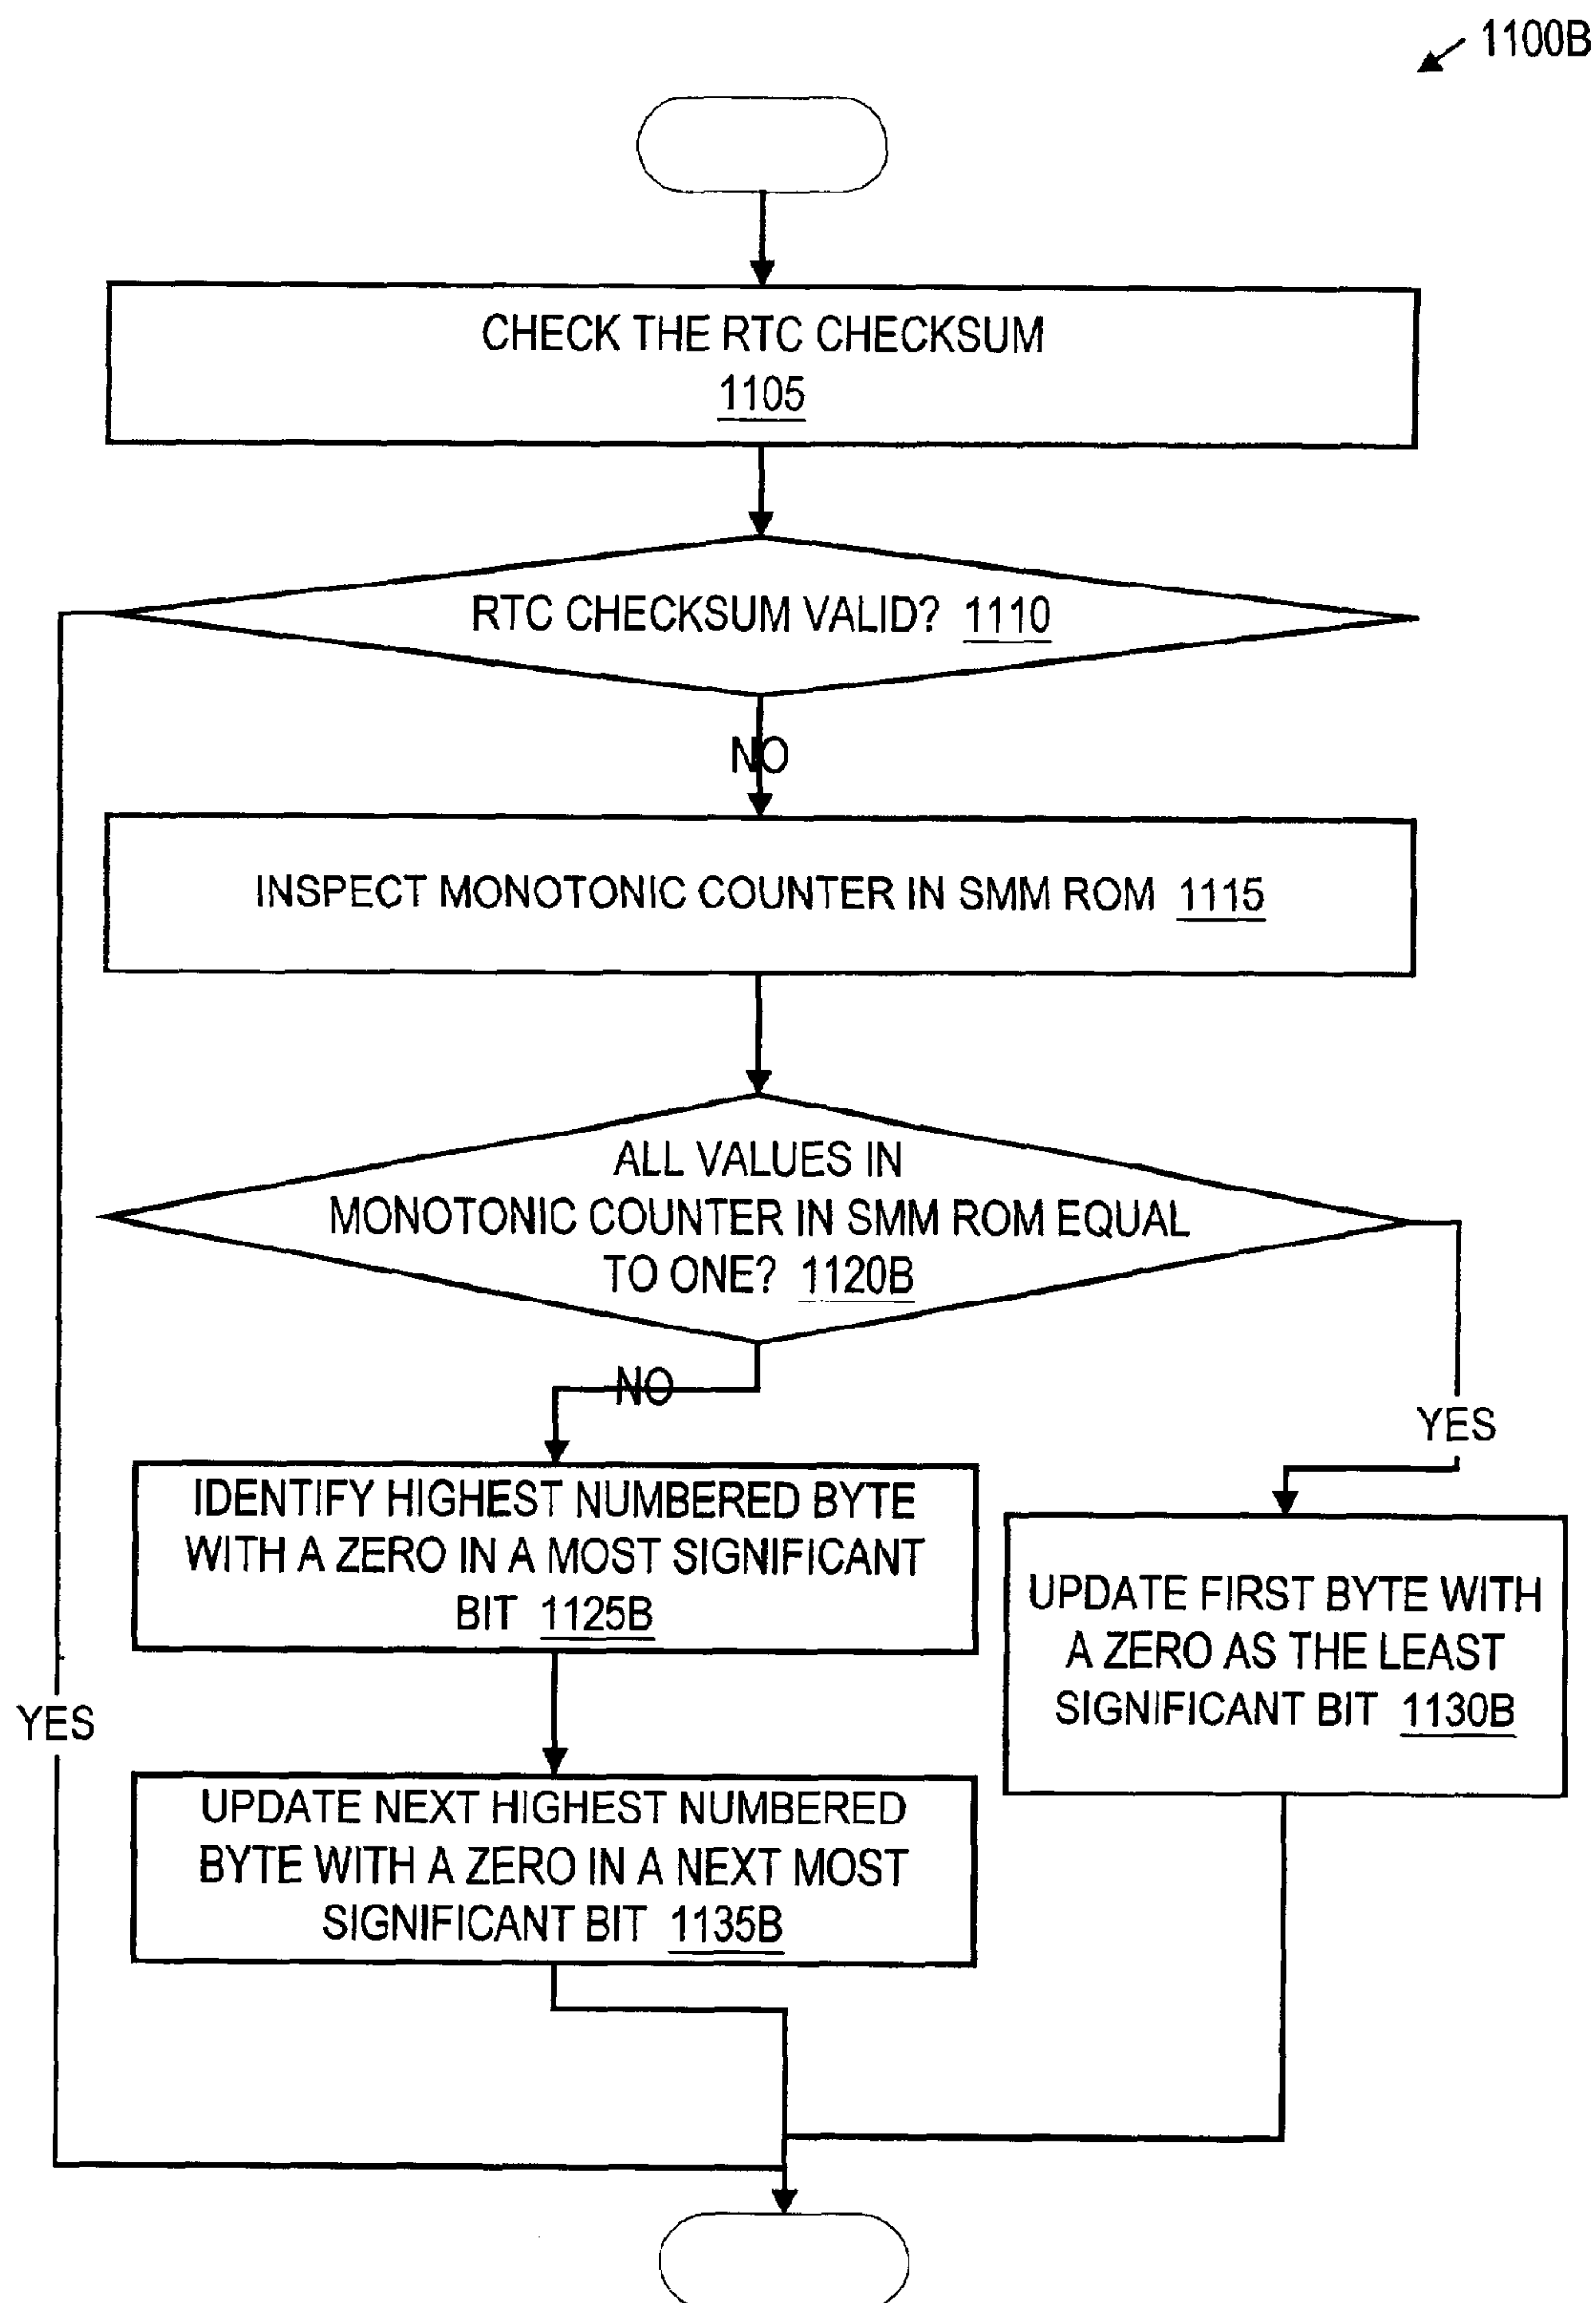 1100B
CHECK THE RTC CHECKSUM
1105
RTC CHECKSUM VALID? 1110
NO
INSPECT MONOTONIC COUNTER IN SMM ROM 1115
ALL VALUES IN
MONOTONIC COUNTER IN SMM ROM EQUAL
TO ONE? 1120B
NO
YES
IDENTIFY HIGHEST NUMBERED BYTE
WITH A ZERO IN A MOST SIGNIFICANT
BIT 1125B
UPDATE FIRST BYTE WITH
A ZERO AS THE LEAST
SIGNIFICANT BIT 1130B
YES
UPDATE NEXT HIGHEST NUMBERED
BYTE WITH A ZERO IN A NEXT MOST
SIGNIFICANT BIT 1135B